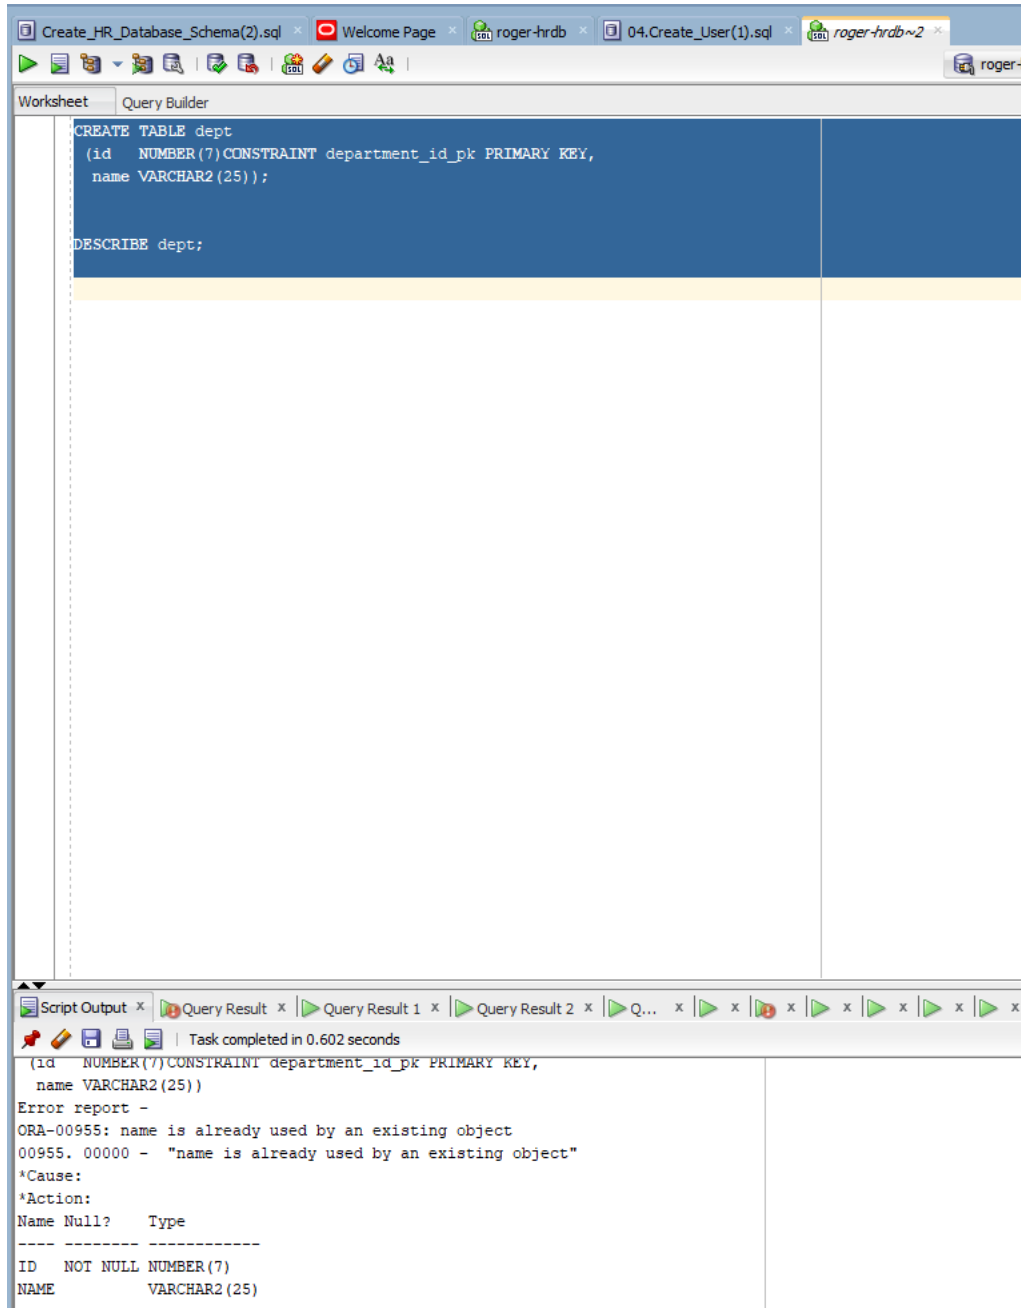 Create_HR_Database_Schema(2).sql Welcome Page roger-hrdb 04.Create_User(1).sql roger-hrdb~2
roger-
Worksheet Query Builder
CREATE TABLE dept
(id NUMBER(7)CONSTRAINT department_id_pk PRIMARY KEY,
name VARCHAR2(25));
DESCRIBE dept;
Script Output Query Result Query Result 1 Query Result 2 Q...
Task completed in 0.602 seconds
(id NUMBER(7)CONSTRAINT department_id_pk PRIMARY KEY,
name VARCHAR2(25))
Error report -
ORA-00955: name is already used by an existing object
00955. 00000 - "name is already used by an existing object"
*Cause:
*Action:
Name Null? Type
---- -------- ------------
ID NOT NULL NUMBER(7)
NAME VARCHAR2(25)